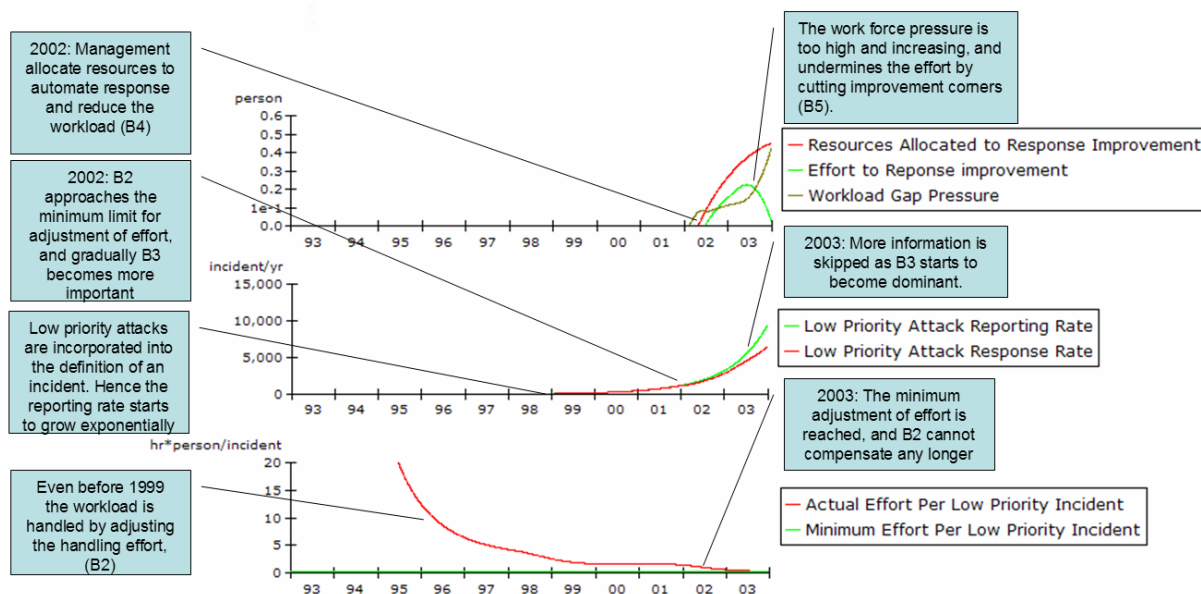 2002: Management
allocate resources to
automate response
and reduce the
workload (B4)
The work force pressure is
too high and increasing, and
undermines the effort by
cutting improvement corners
(B5).
person
0.6
0.5
0.4
0.3
0.2
1e-1
0.0
93 94 95 96 97 98 99 00 01 02 03
Resources Allocated to Response Improvement
Effort to Reponse improvement
Workload Gap Pressure
2002: B2
approaches the
minimum limit for
adjustment of effort,
and gradually B3
becomes more
important
2003: More information is
skipped as B3 starts to
become dominant.
incident/yr
15,000
10,000
5,000
0
93 94 95 96 97 98 99 00 01 02 03
Low Priority Attack Reporting Rate
Low Priority Attack Response Rate
Low priority attacks
are incorporated into
the definition of an
incident. Hence the
reporting rate starts
to grow exponentially
2003: The minimum
adjustment of effort is
reached, and B2 cannot
compensate any longer
hr*person/incident
20
15
10
5
0
93 94 95 96 97 98 99 00 01 02 03
Even before 1999
the workload is
handled by adjusting
the handling effort,
(B2)
Actual Effort Per Low Priority Incident
Minimum Effort Per Low Priority Incident